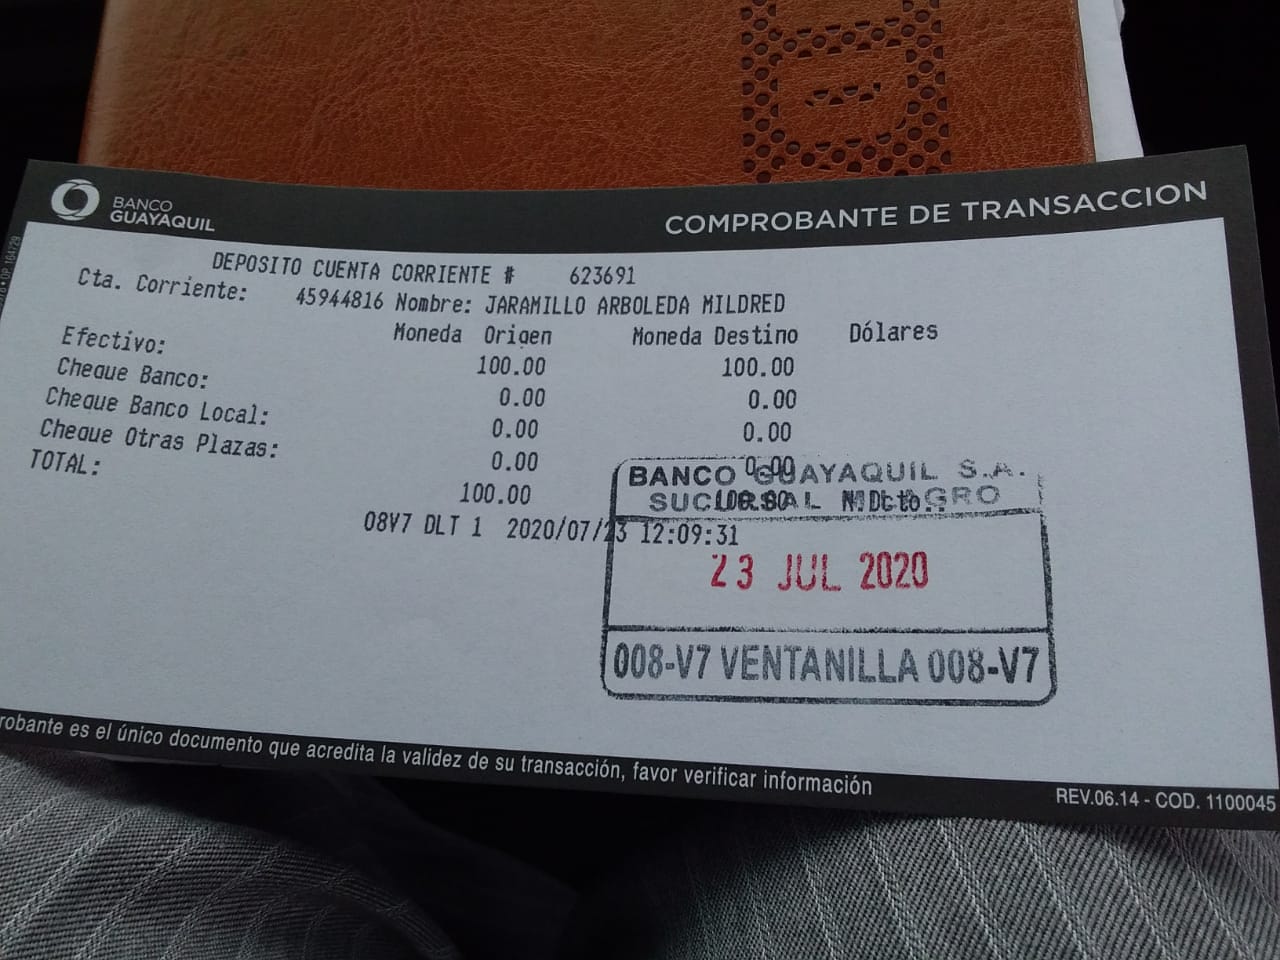 BANCO
GUAYAQUIL
COMPROBANTE DE TRANSACCION
DEPOSITO CUENTA CORRIENTE # 623691
Cta. Corriente: 45944816 Nombre: JARAMILLO ARBOLEDA MILDRED
Moneda Origen Moneda Destino Dólares
Efectivo: 100.00 100.00
Cheque Banco: 0.00 0.00
Cheque Banco Local: 0.00 0.00
Cheque Otras Plazas: 0.00 0.00
TOTAL: 100.00
08V7 DLT 1 2020/07/23 12:09:31
BANCO GUAYAQUIL S.A.
SUCURSAL MILAGRO
23 JUL 2020
008-V7 VENTANILLA 008-V7
robante es el único documento que acredita la validez de su transacción, favor verificar información
REV.06.14 - COD. 1100045
OP 164729